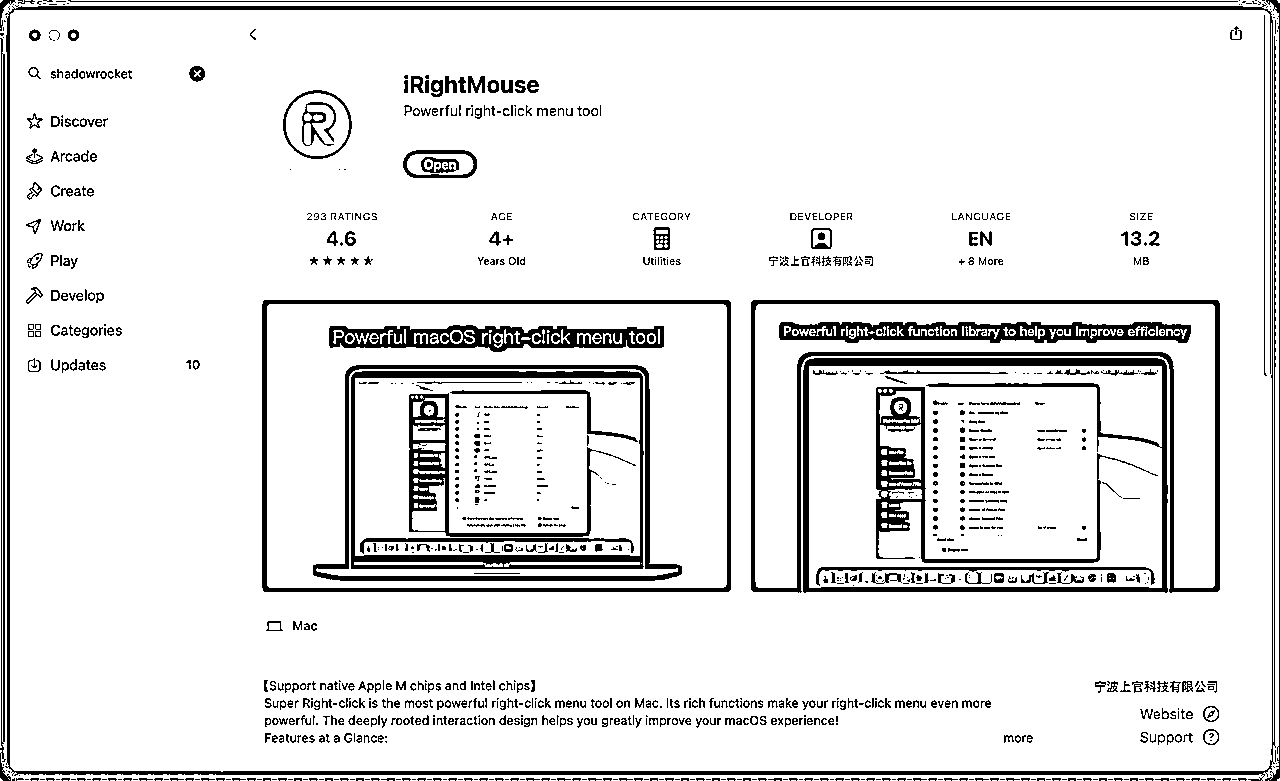 shadowrocket
Discover
Arcade
Create
Work
Play
Develop
Categories
Updates 10
iRightMouse
Powerful right-click menu tool
Open
293 RATINGS
4.6
AGE
4+
Years Old
CATEGORY
Utilities
DEVELOPER
宁波上官科技有限公司
LANGUAGE
EN
+ 8 More
SIZE
13.2
MB
Powerful macOS right-click menu tool
Powerful right-click function library to help you improve efficiency
Mac
【Support native Apple M chips and Intel chips】
Super Right-click is the most powerful right-click menu tool on Mac. Its rich functions make your right-click menu even more
powerful. The deeply rooted interaction design helps you greatly improve your macOS experience!
Features at a Glance:
more
宁波上官科技有限公司
Website
Support